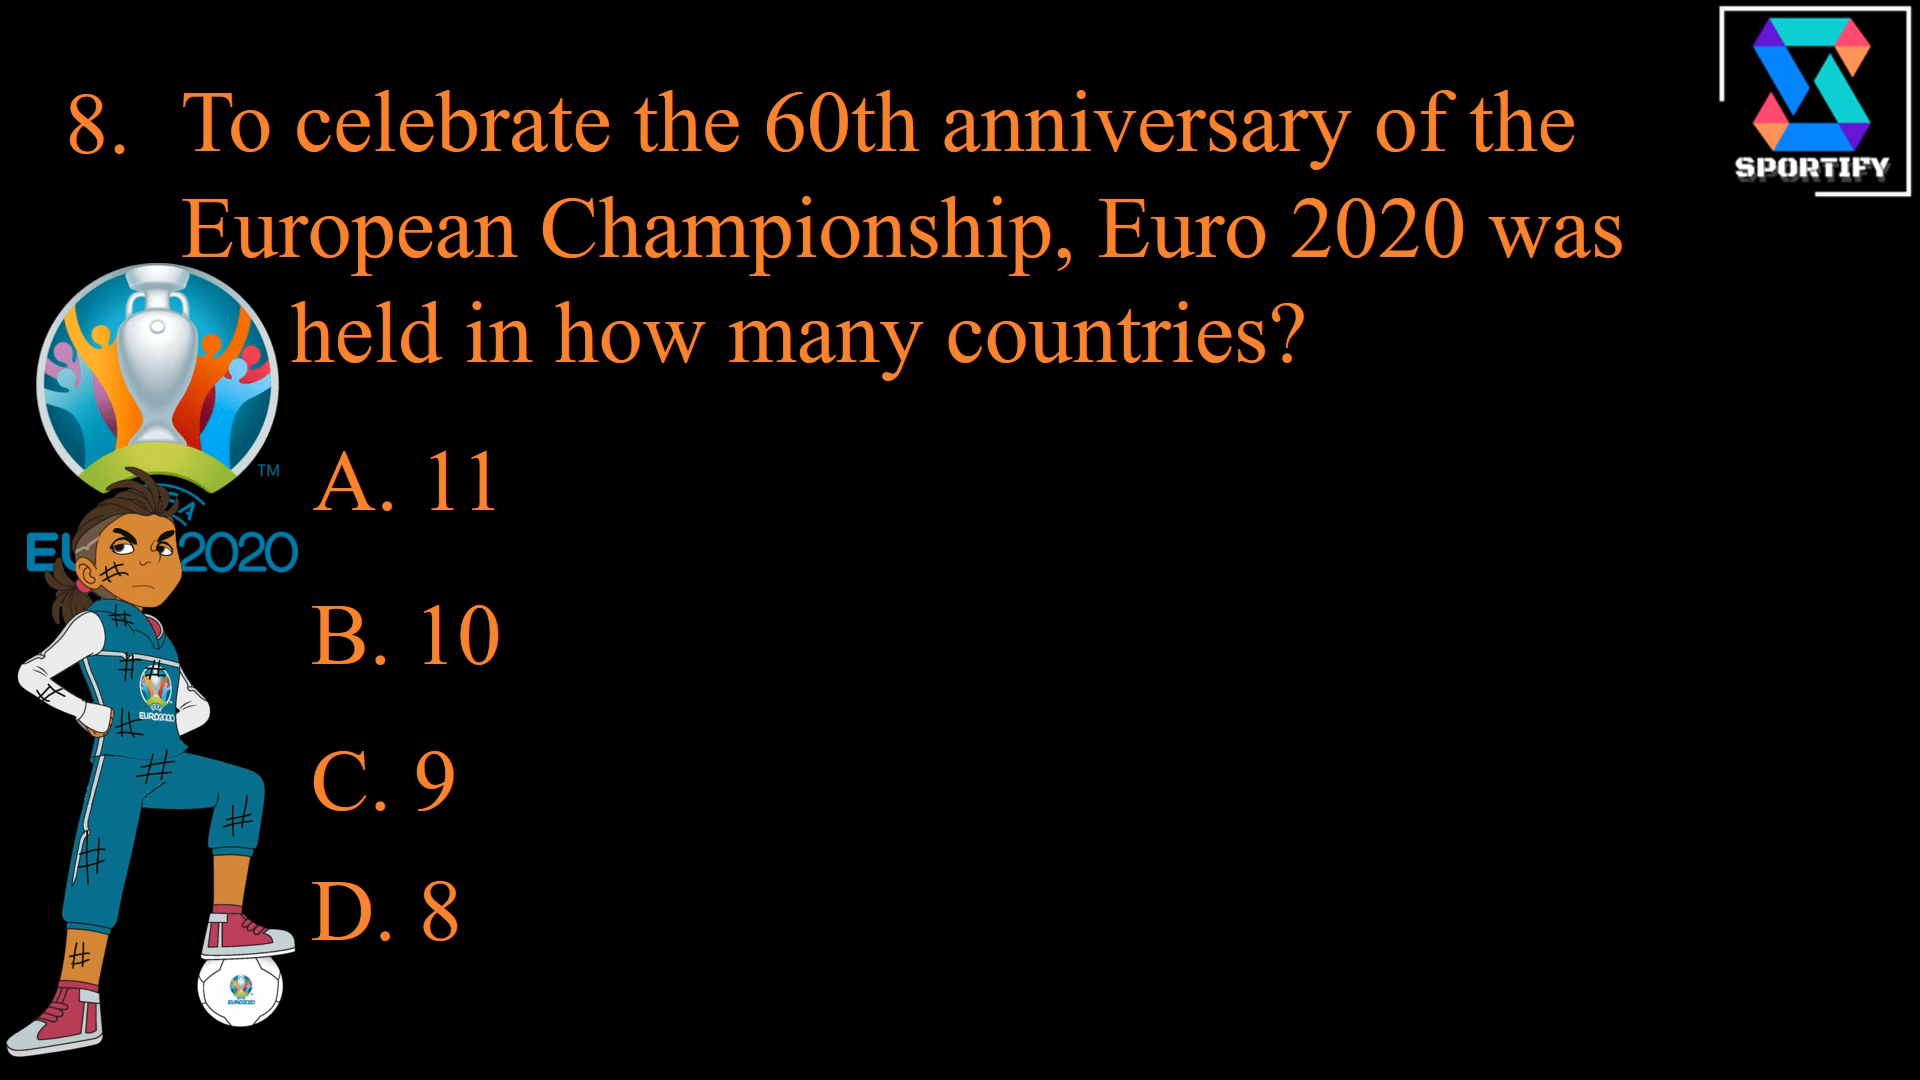 8. To celebrate the 60th anniversary of the
European Championship, Euro 2020 was
held in how many countries?
A. 11
B. 10
C. 9
D. 8
SPORTIFY
TM
2020
EURO2020